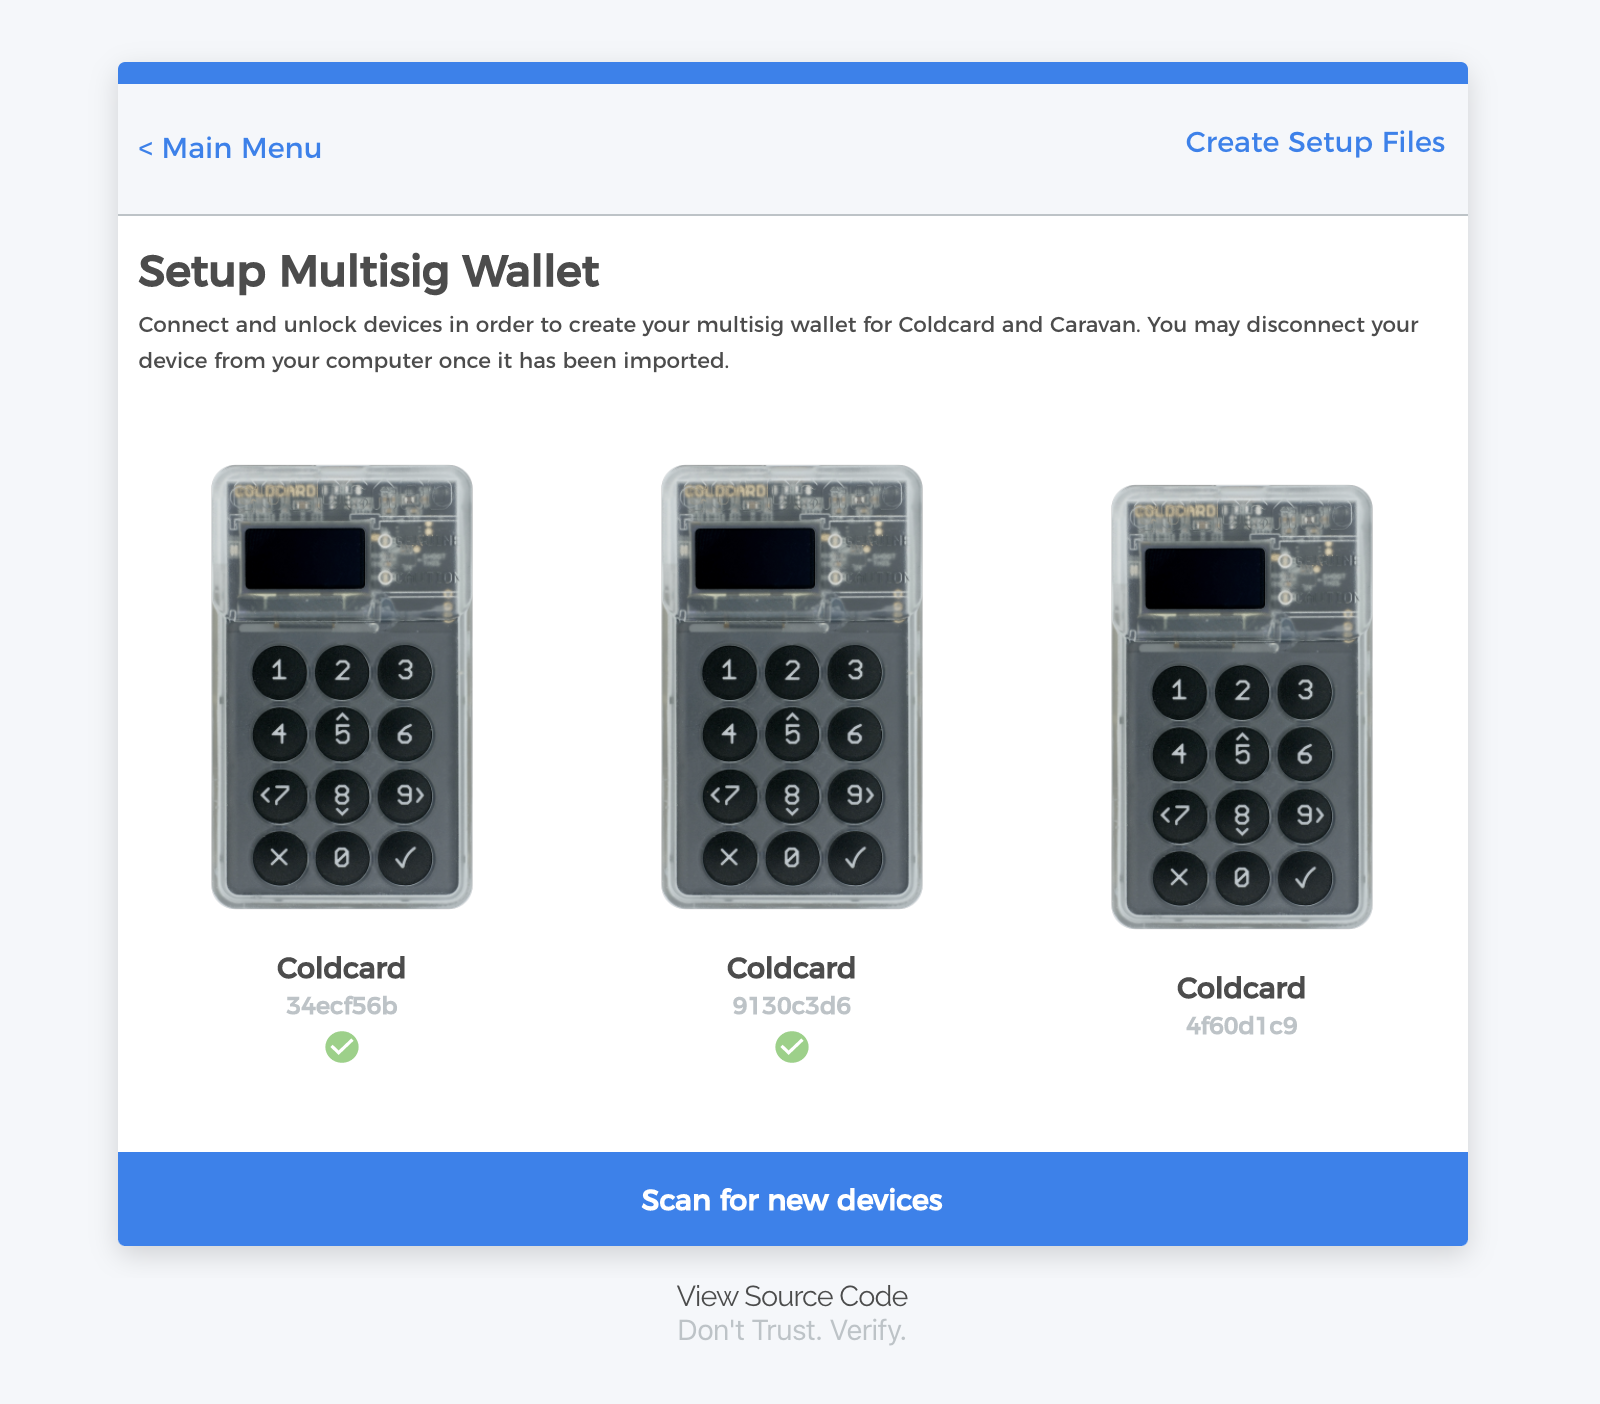 < Main Menu
Create Setup Files
Setup Multisig Wallet
Connect and unlock devices in order to create your multisig wallet for Coldcard and Caravan. You may disconnect your
device from your computer once it has been imported.
COLDCARD
COLDCARD
COLDCARD
1 2 3
1 2 3
1 2 3
4 5 6
4 5 6
4 5 6
<7 8 9>
<7 8 9>
<7 8 9>
× 0 ✓
× 0 ✓
× 0 ✓
Coldcard
34ecf56b
Coldcard
9130c3d6
Coldcard
4f60d1c9
Scan for new devices
View Source Code
Don't Trust. Verify.